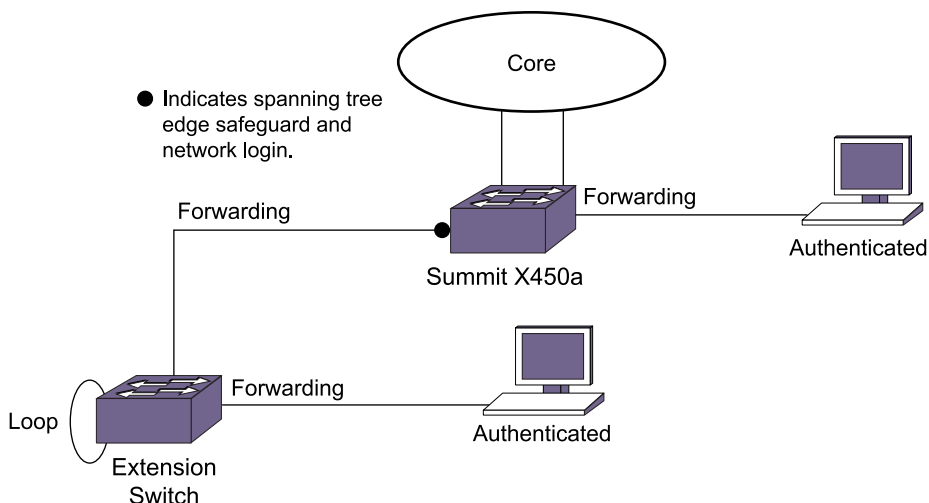 Core
Indicates spanning tree
edge safeguard and
network login.
Forwarding
Forwarding
Summit X450a
Authenticated
Loop
Forwarding
Authenticated
Extension
Switch